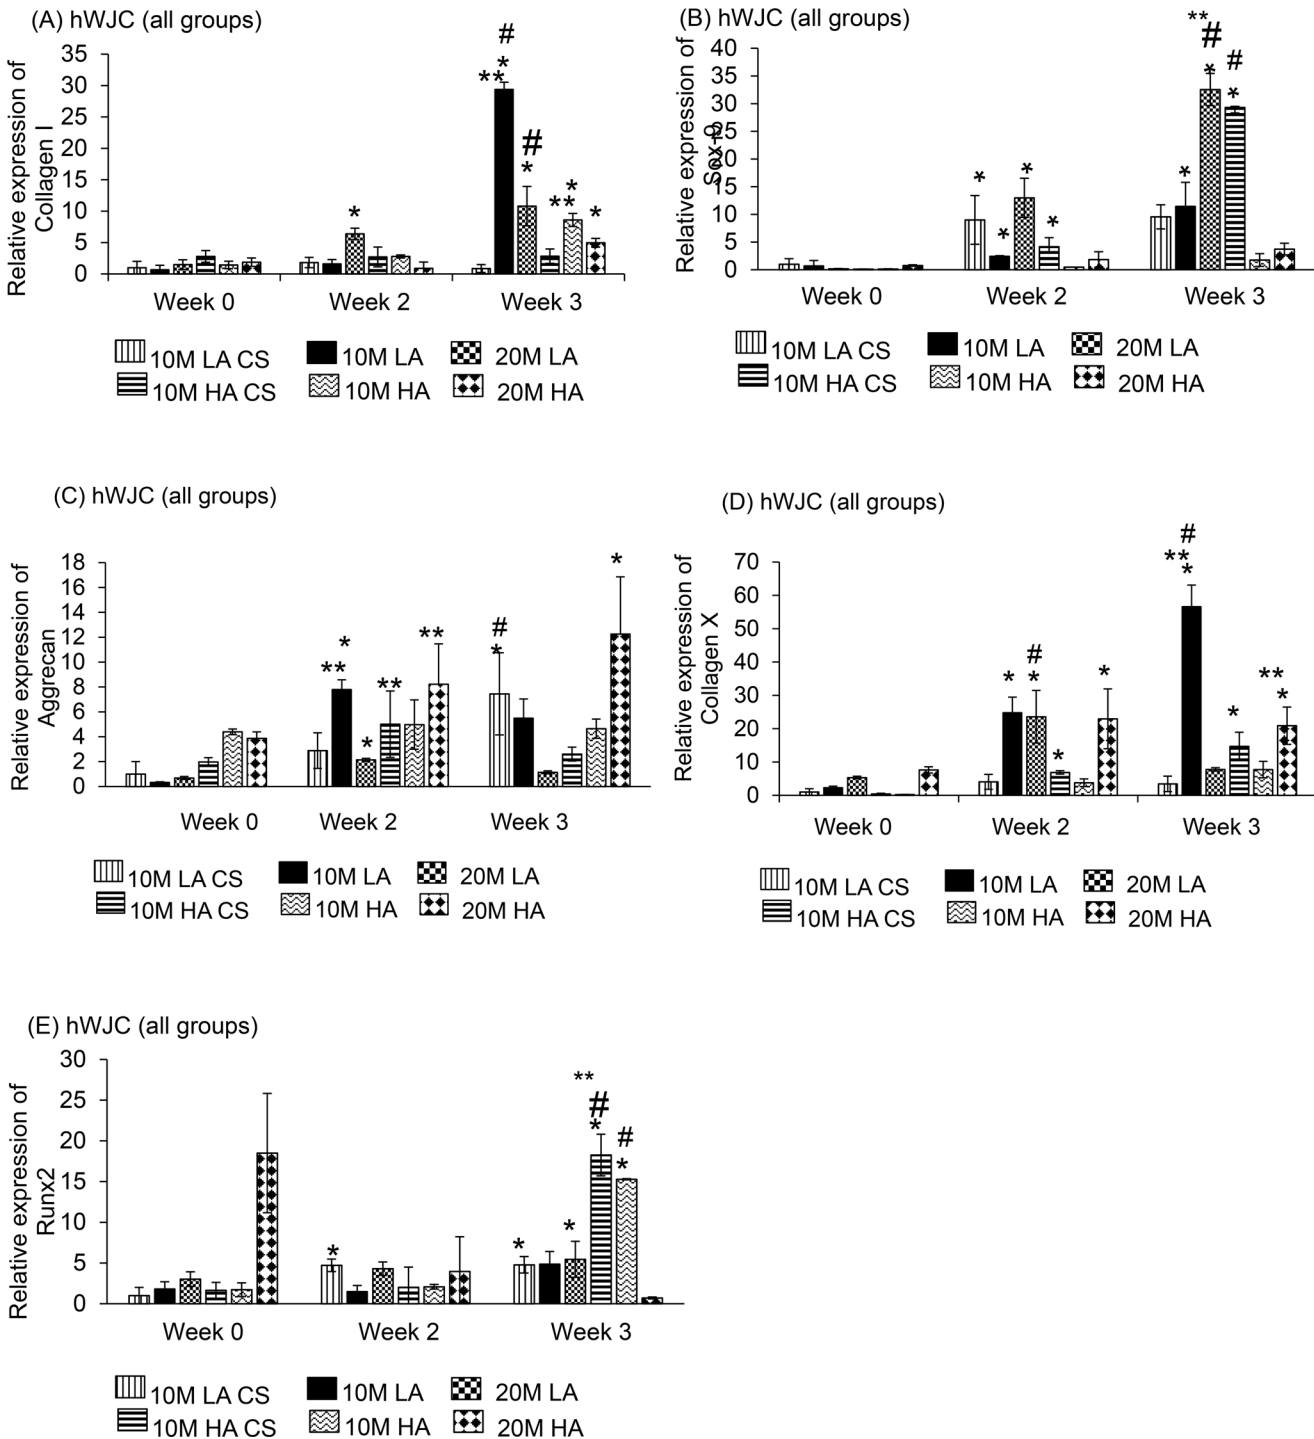 (A) hWJC (all groups)
Relative expression of
Collagen I
35
30
25
20
15
10
5
0
#
*
**
#
*
*
**
*
*
Week 0
Week 2
Week 3
10M LA CS
10M LA
20M LA
10M HA CS
10M HA
20M HA
(B) hWJC (all groups)
Relative expression of
Sox-9
40
35
30
25
20
15
10
5
0
**
#
*
#
*
*
*
*
*
*
Week 0
Week 2
Week 3
10M LA CS
10M LA
20M LA
10M HA CS
10M HA
20M HA
(C) hWJC (all groups)
Relative expression of
Aggrecan
18
16
14
12
10
8
6
4
2
0
*
**
*
**
**
#
*
*
Week 0
Week 2
Week 3
10M LA CS
10M LA
20M LA
10M HA CS
10M HA
20M HA
(D) hWJC (all groups)
Relative expression of
Collagen X
70
60
50
40
30
20
10
0
*
#
*
*
*
#
**
*
*
**
*
Week 0
Week 2
Week 3
10M LA CS
10M LA
20M LA
10M HA CS
10M HA
20M HA
(E) hWJC (all groups)
Relative expression of
Runx2
30
25
20
15
10
5
0
*
*
*
**
#
*
#
*
Week 0
Week 2
Week 3
10M LA CS
10M LA
20M LA
10M HA CS
10M HA
20M HA